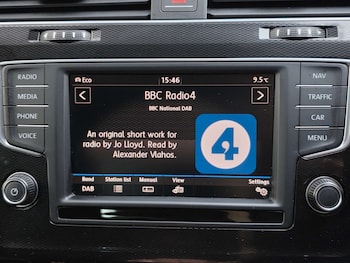 Eco 15:46 9.5°C
RADIO
MEDIA
PHONE
VOICE
BBC Radio4
BBC National DAB
An original short work for
radio by Jo Lloyd. Read by
Alexander Vlahos.
4
Band Station list Manual View Settings
DAB
NAV
TRAFFIC
CAR
MENU